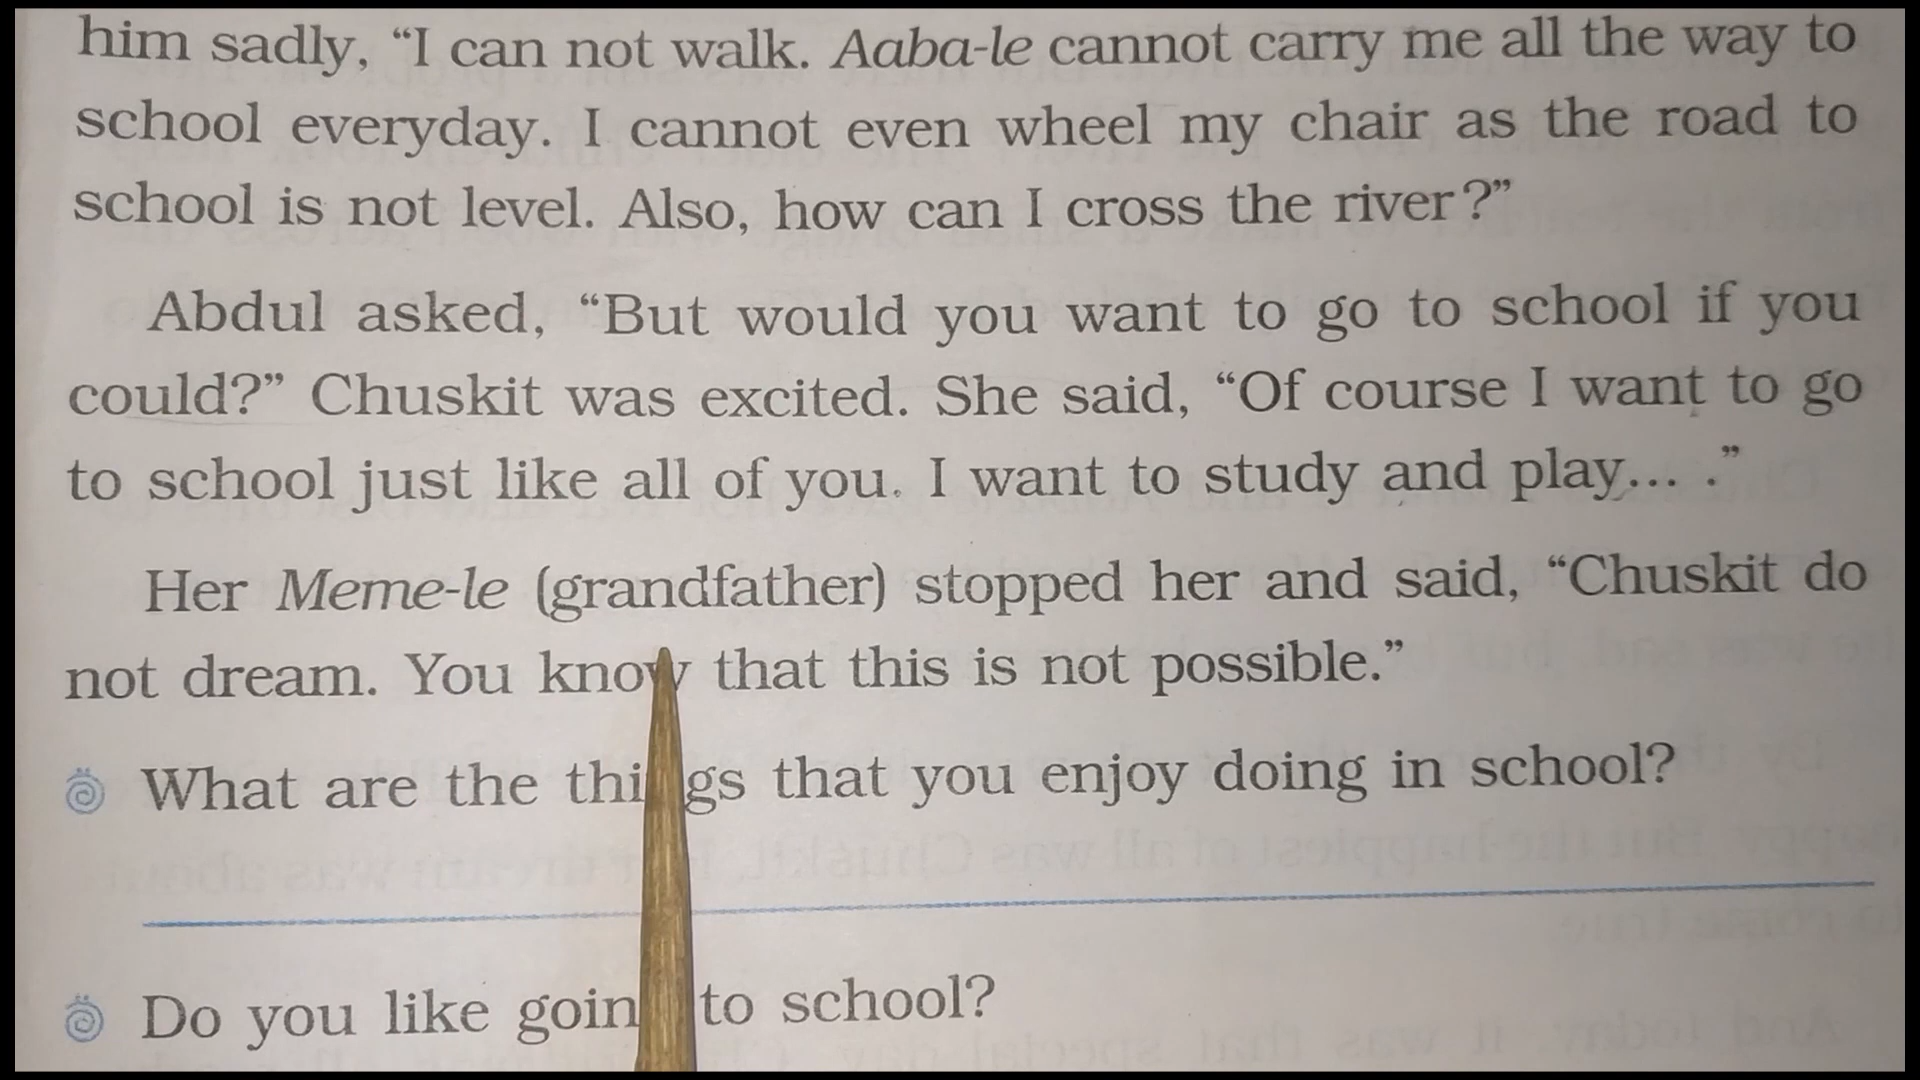 him sadly, “I can not walk. Aaba-le cannot carry me all the way to
school everyday. I cannot even wheel my chair as the road to
school is not level. Also, how can I cross the river?”
Abdul asked, “But would you want to go to school if you
could?” Chuskit was excited. She said, “Of course I want to go
to school just like all of you. I want to study and play... .”
Her Meme-le (grandfather) stopped her and said, “Chuskit do
not dream. You know that this is not possible.”
What are the things that you enjoy doing in school?
Do you like going to school?